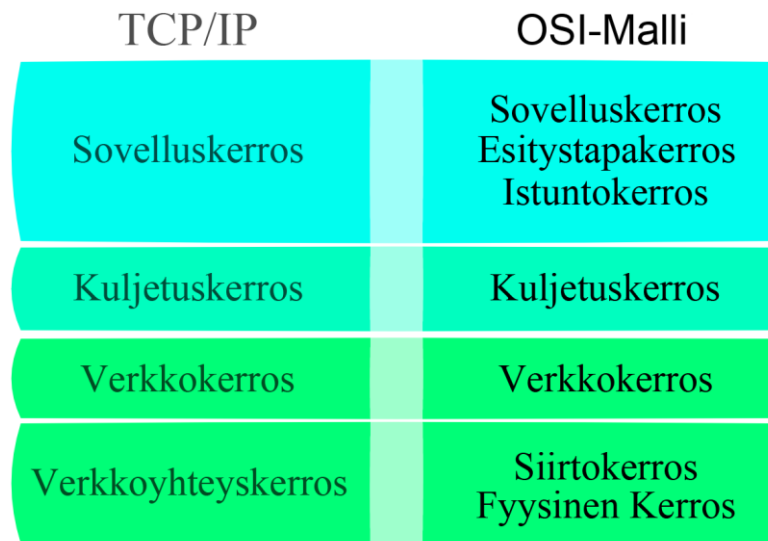 TCP/IP
OSI-Malli
Sovelluskerros
Sovelluskerros
Esitystapakerros
Istuntokerros
Kuljetuskerros
Kuljetuskerros
Verkkokerros
Verkkokerros
Verkkoyhteyskerros
Siirtokerros
Fyysinen Kerros